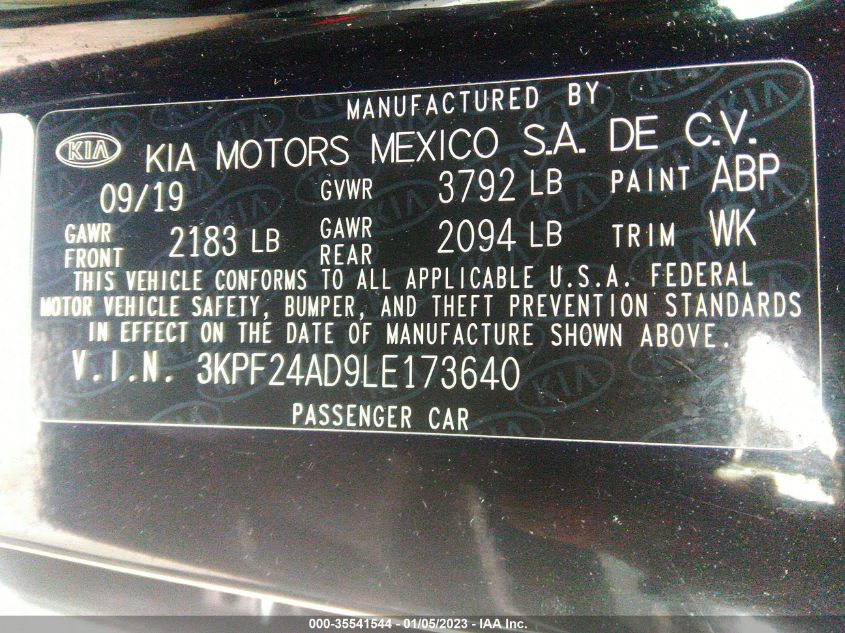 MANUFACTURED BY
KIA KIA MOTORS MEXICO S.A. DE C.V.
09/19 GVWR 3792 LB PAINT ABP
GAWR FRONT 2183 LB GAWR REAR 2094 LB TRIM WK
THIS VEHICLE CONFORMS TO ALL APPLICABLE U.S.A. FEDERAL
MOTOR VEHICLE SAFETY, BUMPER, AND THEFT PREVENTION STANDARDS
IN EFFECT ON THE DATE OF MANUFACTURE SHOWN ABOVE.
V.I.N. 3KPF24AD9LE173640
PASSENGER CAR
000-35541544 - 01/05/2023 - IAA Inc.